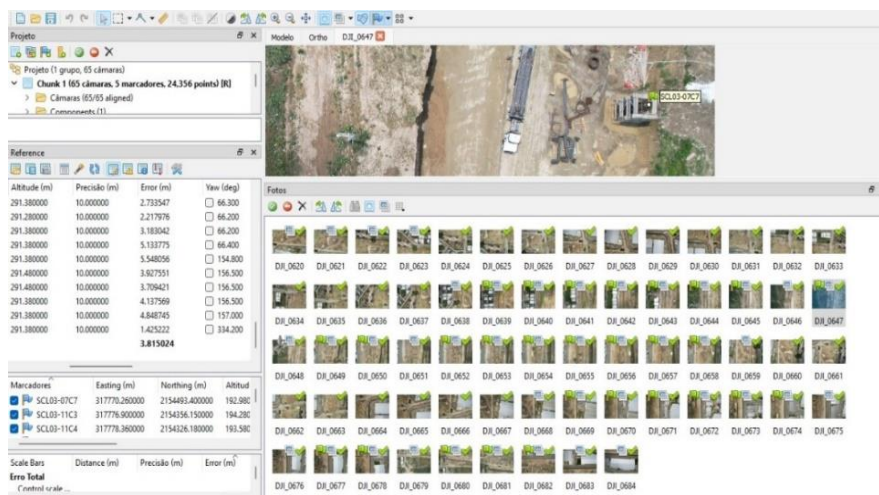 Projeto
Modelo Ortho DJI_0647
Projeto (1 grupo, 65 cámaras)
Chunk 1 (65 cámaras, 5 marcadores, 24,356 points) [R]
Cámaras (65/65 aligned)
Components (1)
SCL03-07C7
Reference
Altitude (m) Precisão (m) Error (m) Yaw (deg)
291.380000 10.000000 2.733547 66.300
291.280000 10.000000 2.217976 66.200
291.380000 10.000000 3.183042 66.200
291.380000 10.000000 5.133775 66.400
291.380000 10.000000 5.548056 154.800
291.480000 10.000000 3.927551 156.500
291.480000 10.000000 3.709421 156.500
291.380000 10.000000 4.137569 156.500
291.380000 10.000000 4.848745 157.000
291.380000 10.000000 1.425222 334.200
3.815024
Marcadores Easting (m) Northing (m) Altitud
SCL03-07C7 317770.260000 2154493.400000 192.980
SCL03-11C3 317776.900000 2154356.150000 194.280
SCL03-11C4 317778.360000 2154326.180000 193.580
Scale Bars Distance (m) Precisão (m) Error (m)
Erro Total
Control scale ...
Fotos
DJI_0620 DJI_0621 DJI_0622 DJI_0623 DJI_0624 DJI_0625 DJI_0626 DJI_0627 DJI_0628 DJI_0629 DJI_0630 DJI_0631 DJI_0632 DJI_0633
DJI_0634 DJI_0635 DJI_0636 DJI_0637 DJI_0638 DJI_0639 DJI_0640 DJI_0641 DJI_0642 DJI_0643 DJI_0644 DJI_0645 DJI_0646 DJI_0647
DJI_0648 DJI_0649 DJI_0650 DJI_0651 DJI_0652 DJI_0653 DJI_0654 DJI_0655 DJI_0656 DJI_0657 DJI_0658 DJI_0659 DJI_0660 DJI_0661
DJI_0662 DJI_0663 DJI_0664 DJI_0665 DJI_0666 DJI_0667 DJI_0668 DJI_0669 DJI_0670 DJI_0671 DJI_0672 DJI_0673 DJI_0674 DJI_0675
DJI_0676 DJI_0677 DJI_0678 DJI_0679 DJI_0680 DJI_0681 DJI_0682 DJI_0683 DJI_0684